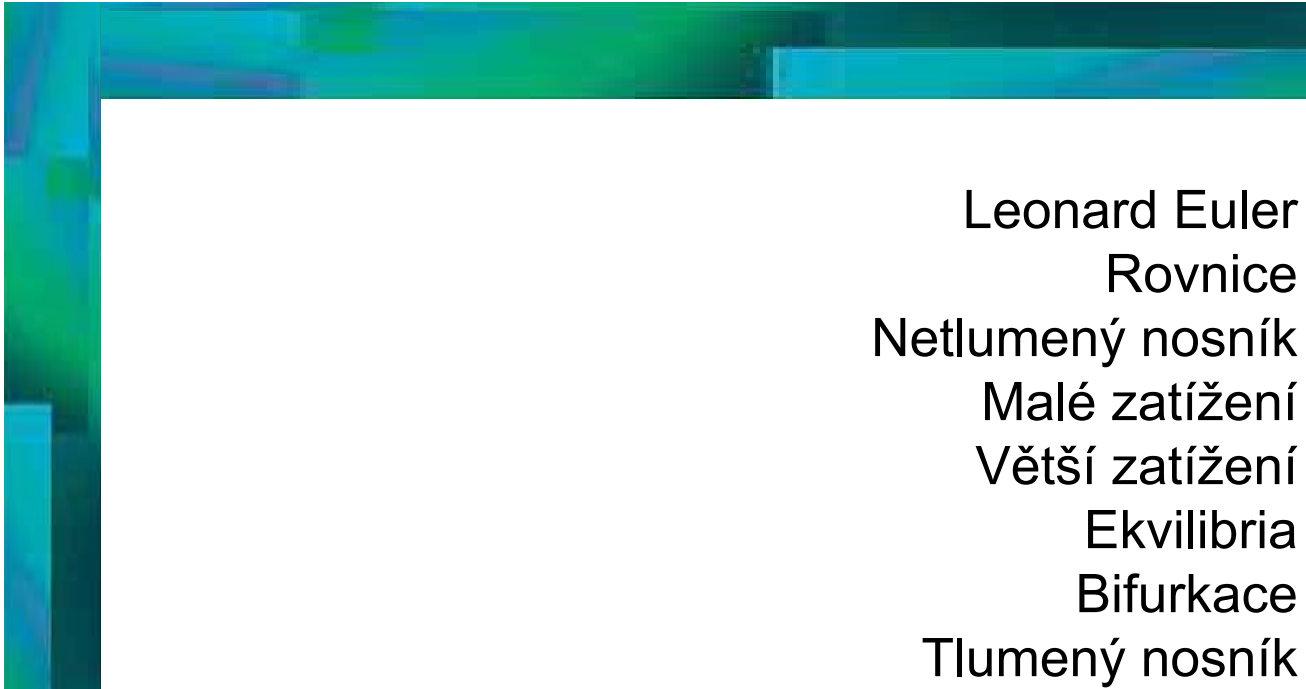 Leonard Euler
Rovnice
Netlumený nosník
Malé zatížení
Větší zatížení
Ekvilibria
Bifurkace
Tlumený nosník